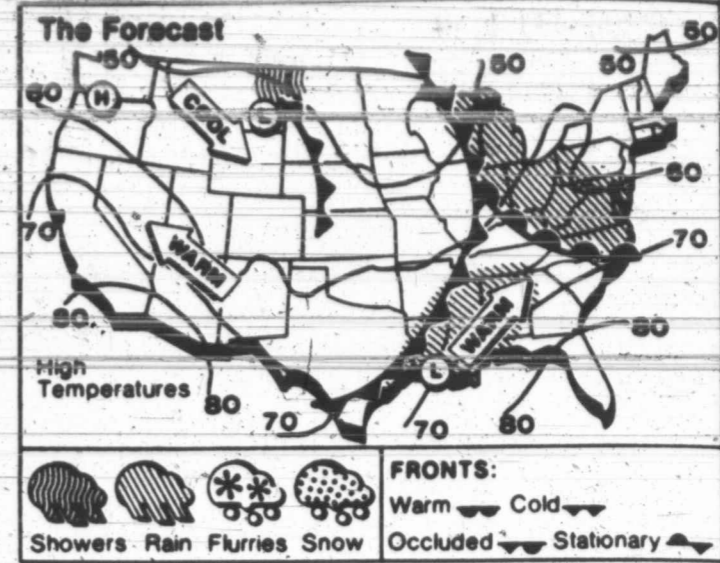 The Forecast
50
60
50
50
60
H
COOL
L
60
70
WARM
70
80
WARM
80
High
Temperatures
L
80
70
70
80
Showers Rain Flurries Snow
FRONTS:
Warm Cold
Occluded Stationary